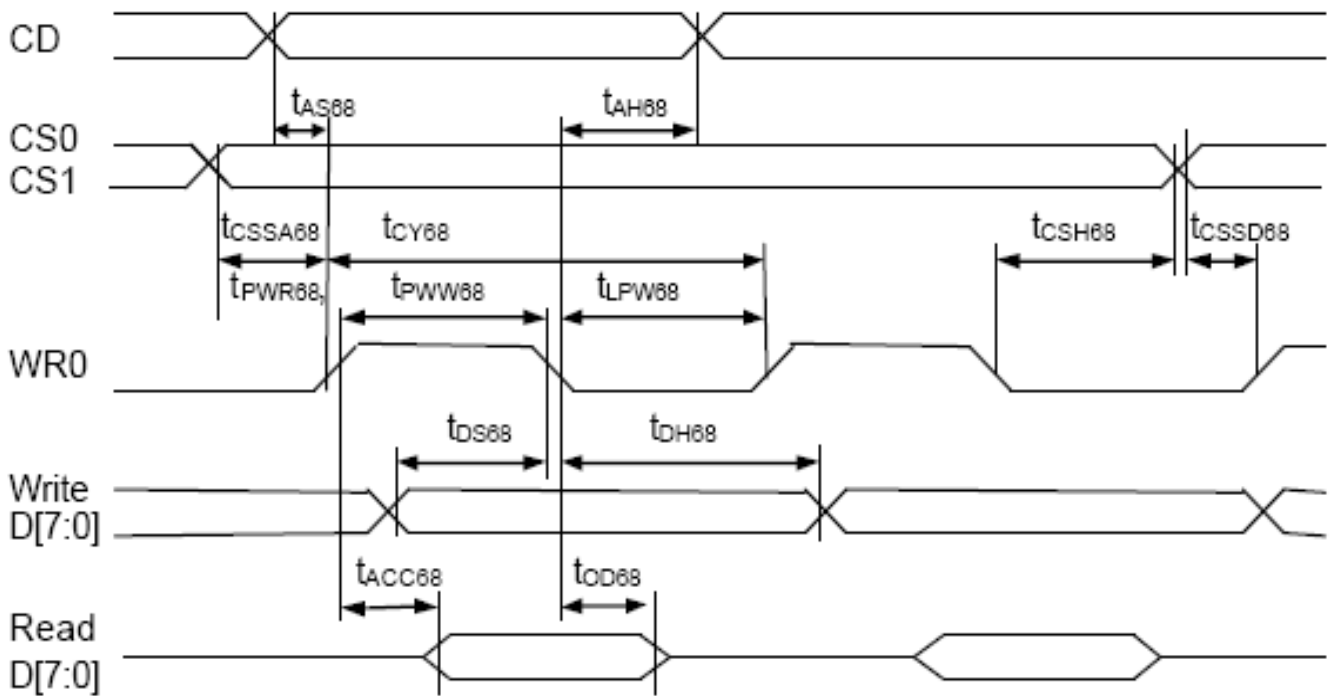 CD
tAS68 tAH68
CS0
CS1
tCSSA68 tCY68 tCSH68 tCSSD68
tPWR68, tPWW68 tLPW68
WR0
tDS68 tDH68
Write
D[7:0]
tACC68 tOD68
Read
D[7:0]